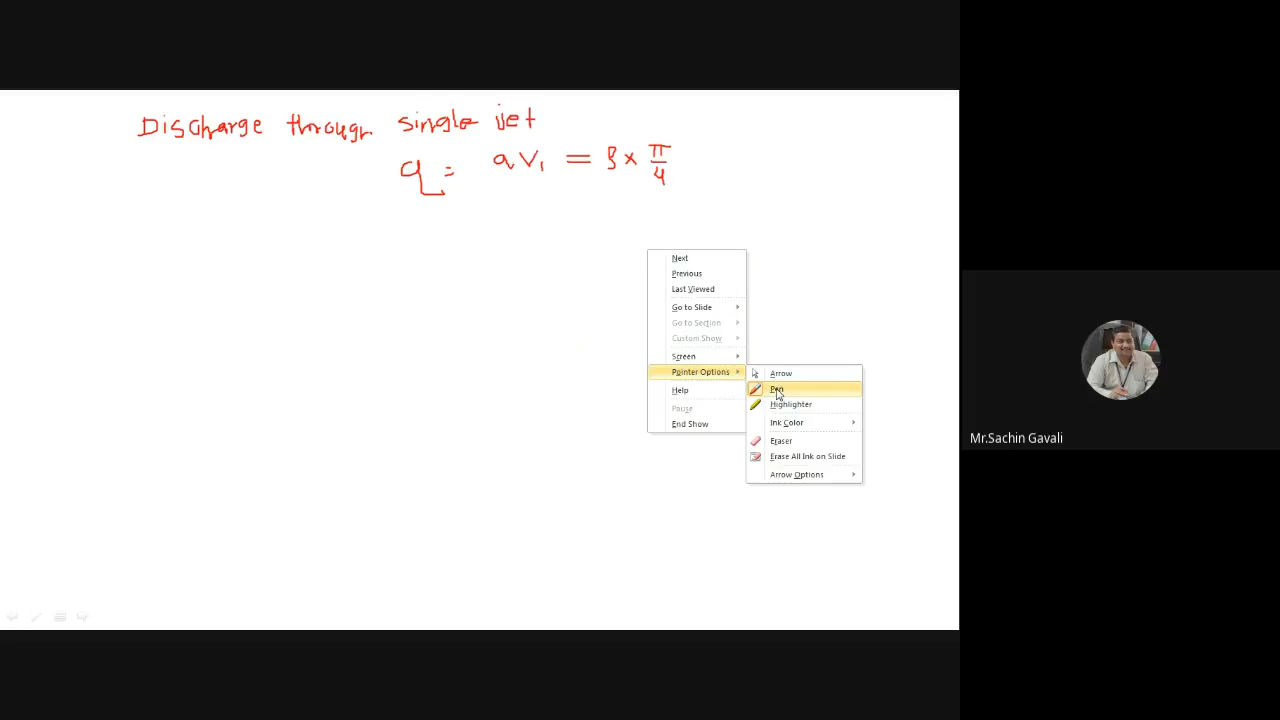 Discharge through single jet
q = a V₁ = ρ × π/4
Next
Previous
Last Viewed
Go to Slide
Go to Section
Custom Show
Screen
Pointer Options
Help
Pause
End Show
Arrow
Pen
Highlighter
Ink Color
Eraser
Erase All Ink on Slide
Arrow Options
Mr.Sachin Gavali